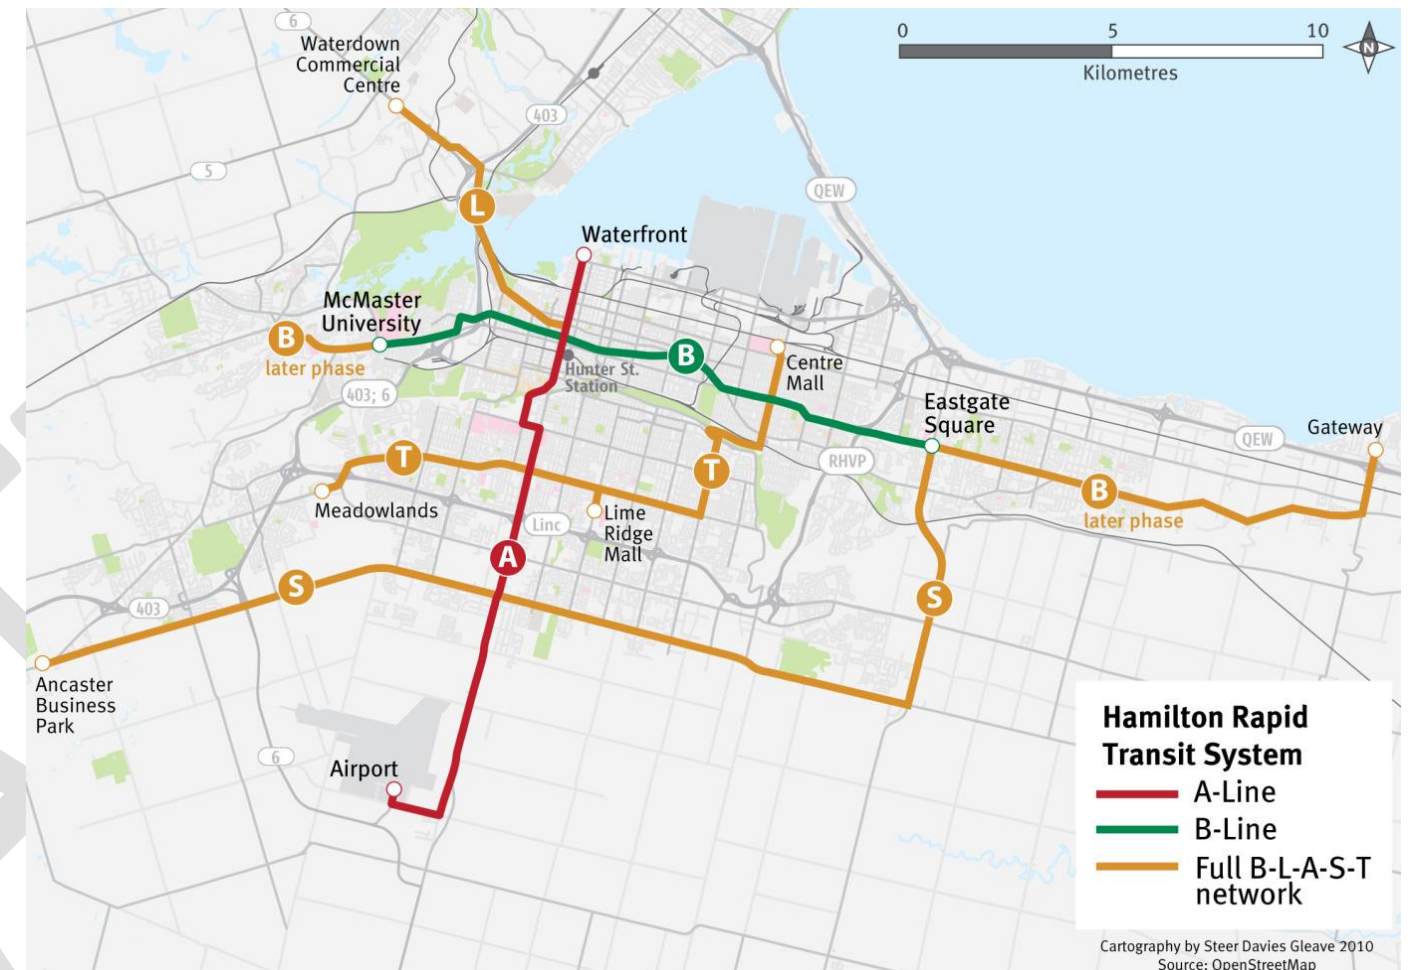 6
Waterdown
Commercial
Centre
0 5 10
Kilometres
N
403
5
QEW
L
Waterfront
McMaster
University
B
later phase
B
Hunter St.
Station
Centre
Mall
403; 6
Eastgate
Square
Gateway
QEW
T
RHVP
T
B
later phase
Meadowlands
Linc
Lime
Ridge
Mall
A
S
S
403
Ancaster
Business
Park
6
Airport
Hamilton Rapid
Transit System
A-Line
B-Line
Full B-L-A-S-T
network
Cartography by Steer Davies Gleave 2010
Source: OpenStreetMap